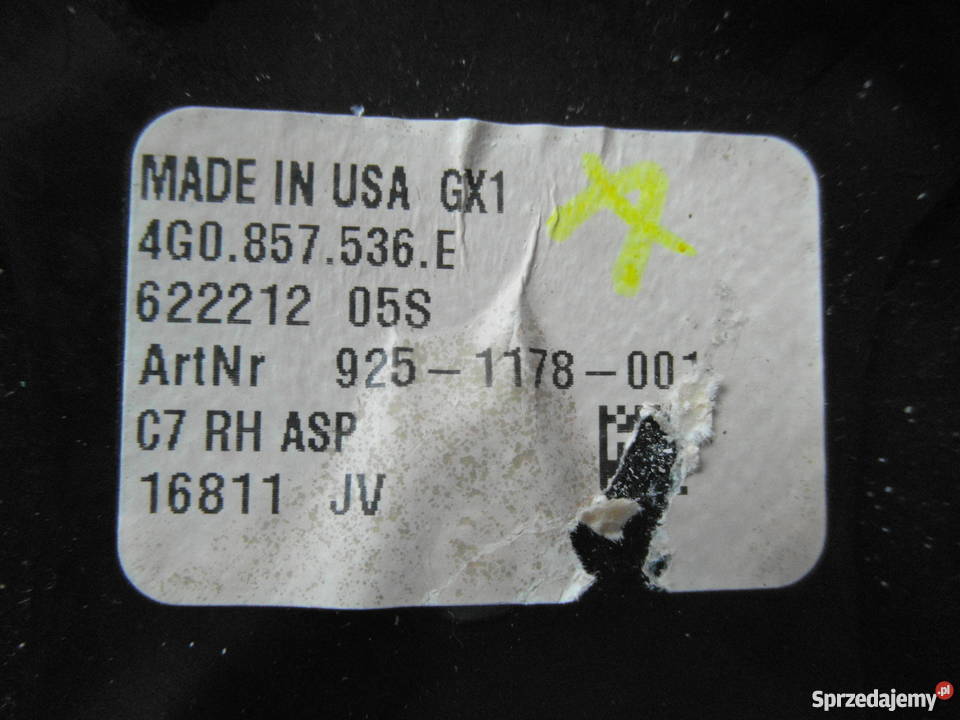 MADE IN USA GX1
4G0.857.536.E
622212 05S
ArtNr 925-1178-001
C7 RH ASP
16811 JV
Sprzedajemy.pl